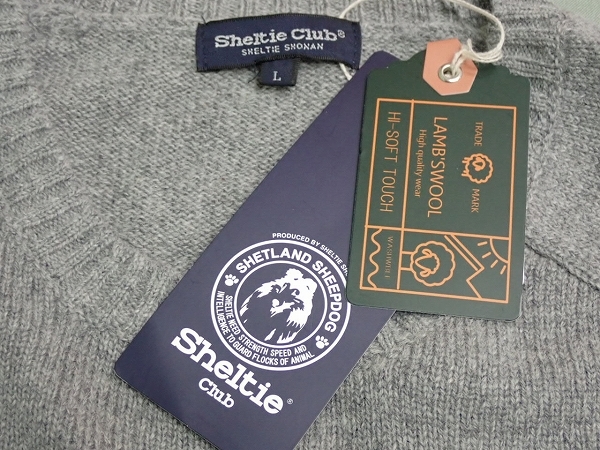 Sheltie Club®
SHELTIE SHONAN
L
PRODUCED BY SHELTIE
SHETLAND SHEEPDOG
SHELTIE NEED STRENGTH SPEED AND
INTELLIGENCE TO GUARD FLOCKS OF ANIMAL
Sheltie®
Club
TRADE MARK
LAMB'SWOOL
High quality wear
HI-SOFT TOUCH